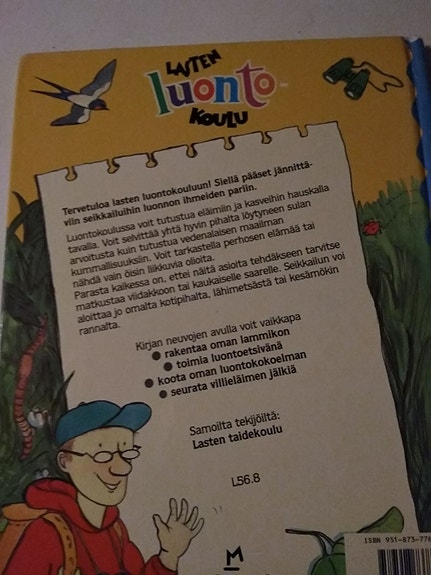 LASTEN
luonto-
KOULU
Tervetuloa lasten luontokouluun! Siellä pääset jännittä-
viin seikkailuihin luonnon ihmeiden pariin.
Luontokoulussa voit tutustua eläimiin ja kasveihin hauskalla
tavalla. Voit selvittää yhtä hyvin pihalta löytyneen sulan
arvoitusta kuin tutustua vedenalaisen maailman
kummallisuuksiin. Voit tarkastella perhosen elämää tai
nähdä vain öisin liikkuvia olioita.
Parasta kaikessa on, ettei näitä asioita tehdäkseen tarvitse
matkustaa viidakkoon tai kaukaiselle saarelle. Seikkailun voi
aloittaa jo omalta kotipihalta, lähimetsästä tai kesämökin
rannalta.
Kirjan neuvojen avulla voit vaikkapa
● rakentaa oman lammikon
● toimia luontoetsivänä
● koota oman luontokokoelman
● seurata villieläimen jälkiä
Samoilta tekijöiltä:
Lasten taidekoulu
L56.8
M
ISBN 951-873-776